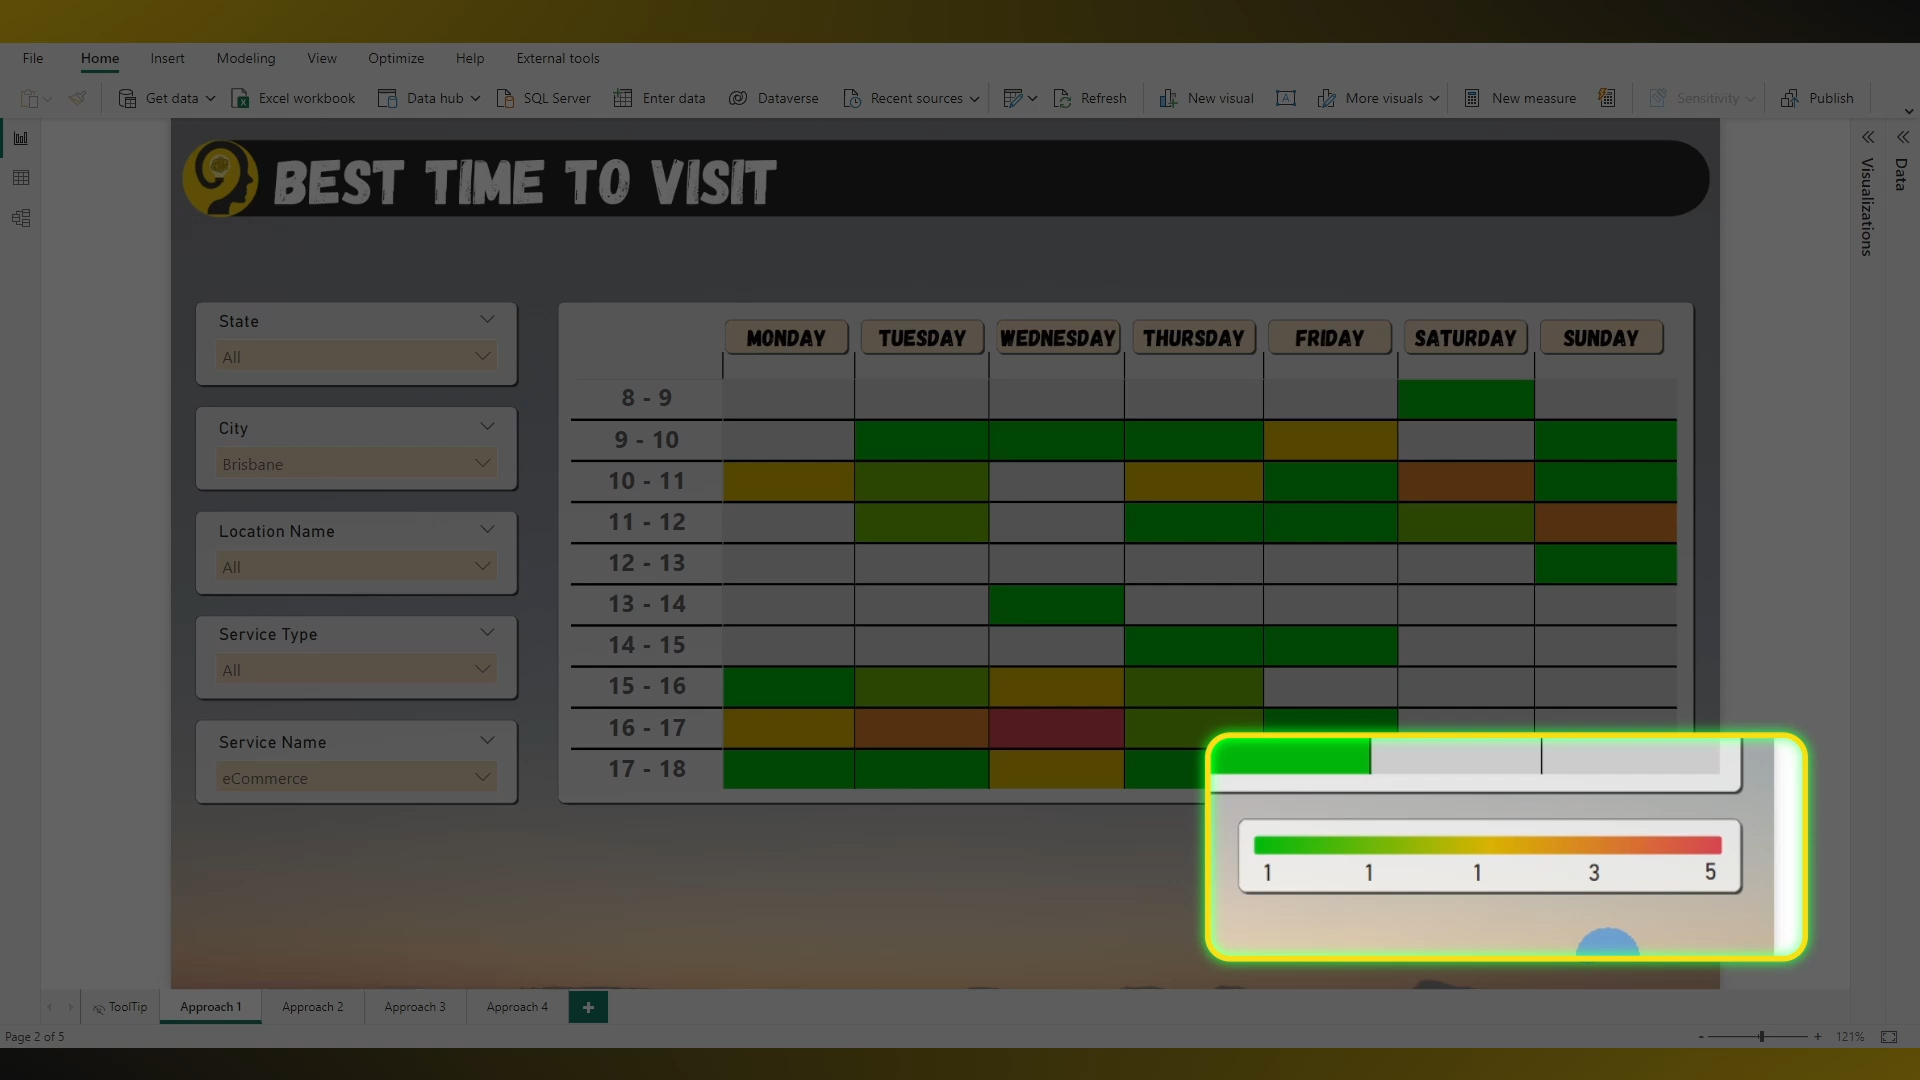 File Home Insert Modeling View Optimize Help External tools
Get data Excel workbook Data hub SQL Server Enter data Dataverse Recent sources Refresh New visual A More visuals New measure Sensitivity Publish
BEST TIME TO VISIT
Visualizations
Data
State
All
City
Brisbane
Location Name
All
Service Type
All
Service Name
eCommerce
MONDAY TUESDAY WEDNESDAY THURSDAY FRIDAY SATURDAY SUNDAY
8 - 9
9 - 10
10 - 11
11 - 12
12 - 13
13 - 14
14 - 15
15 - 16
16 - 17
17 - 18
1 1 1 3 5
ToolTip Approach 1 Approach 2 Approach 3 Approach 4 +
Page 2 of 5
- + 121%